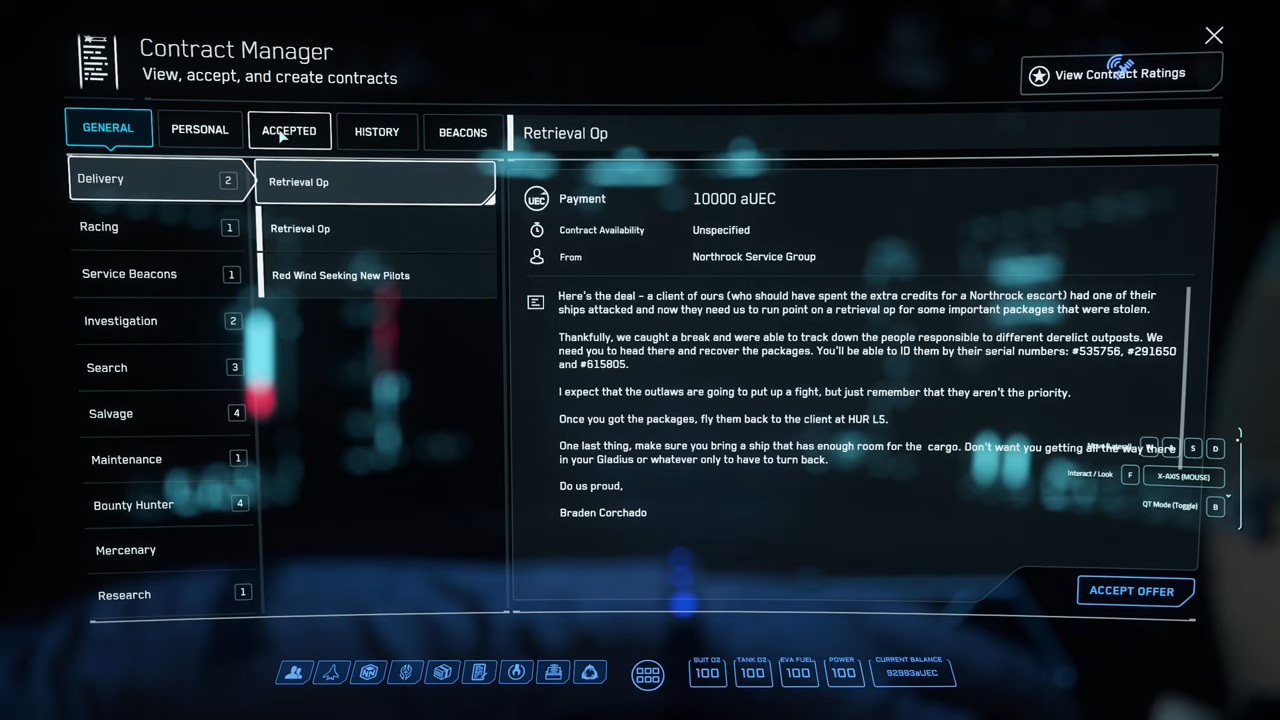 Contract Manager
View, accept, and create contracts
View Contract Ratings
GENERAL
PERSONAL
ACCEPTED
HISTORY
BEACONS
Delivery 2
Racing 1
Service Beacons 1
Investigation 2
Search 3
Salvage 4
Maintenance 1
Bounty Hunter 4
Mercenary
Research 1
Retrieval Op
Retrieval Op
Red Wind Seeking New Pilots
Retrieval Op
UEC Payment 10000 aUEC
Contract Availability Unspecified
From Northrock Service Group
Here's the deal – a client of ours (who should have spent the extra credits for a Northrock escort) had one of their
ships attacked and now they need us to run point on a retrieval op for some important packages that were stolen.
Thankfully, we caught a break and were able to track down the people responsible to different derelict outposts. We
need you to head there and recover the packages. You'll be able to ID them by their serial numbers: #535756, #291650
and #615805.
I expect that the outlaws are going to put up a fight, but just remember that they aren't the priority.
Once you got the packages, fly them back to the client at HUR L5.
One last thing, make sure you bring a ship that has enough room for the cargo. Don't want you getting all the way there
in your Gladius or whatever only to have to turn back.
Do us proud,
Braden Corchado
S D
Interact / Look F X-AXIS (MOUSE)
QT Mode (Toggle) B
ACCEPT OFFER
SUIT O2 100
TANK O2 100
EVA FUEL 100
POWER 100
CURRENT BALANCE
92983aUEC